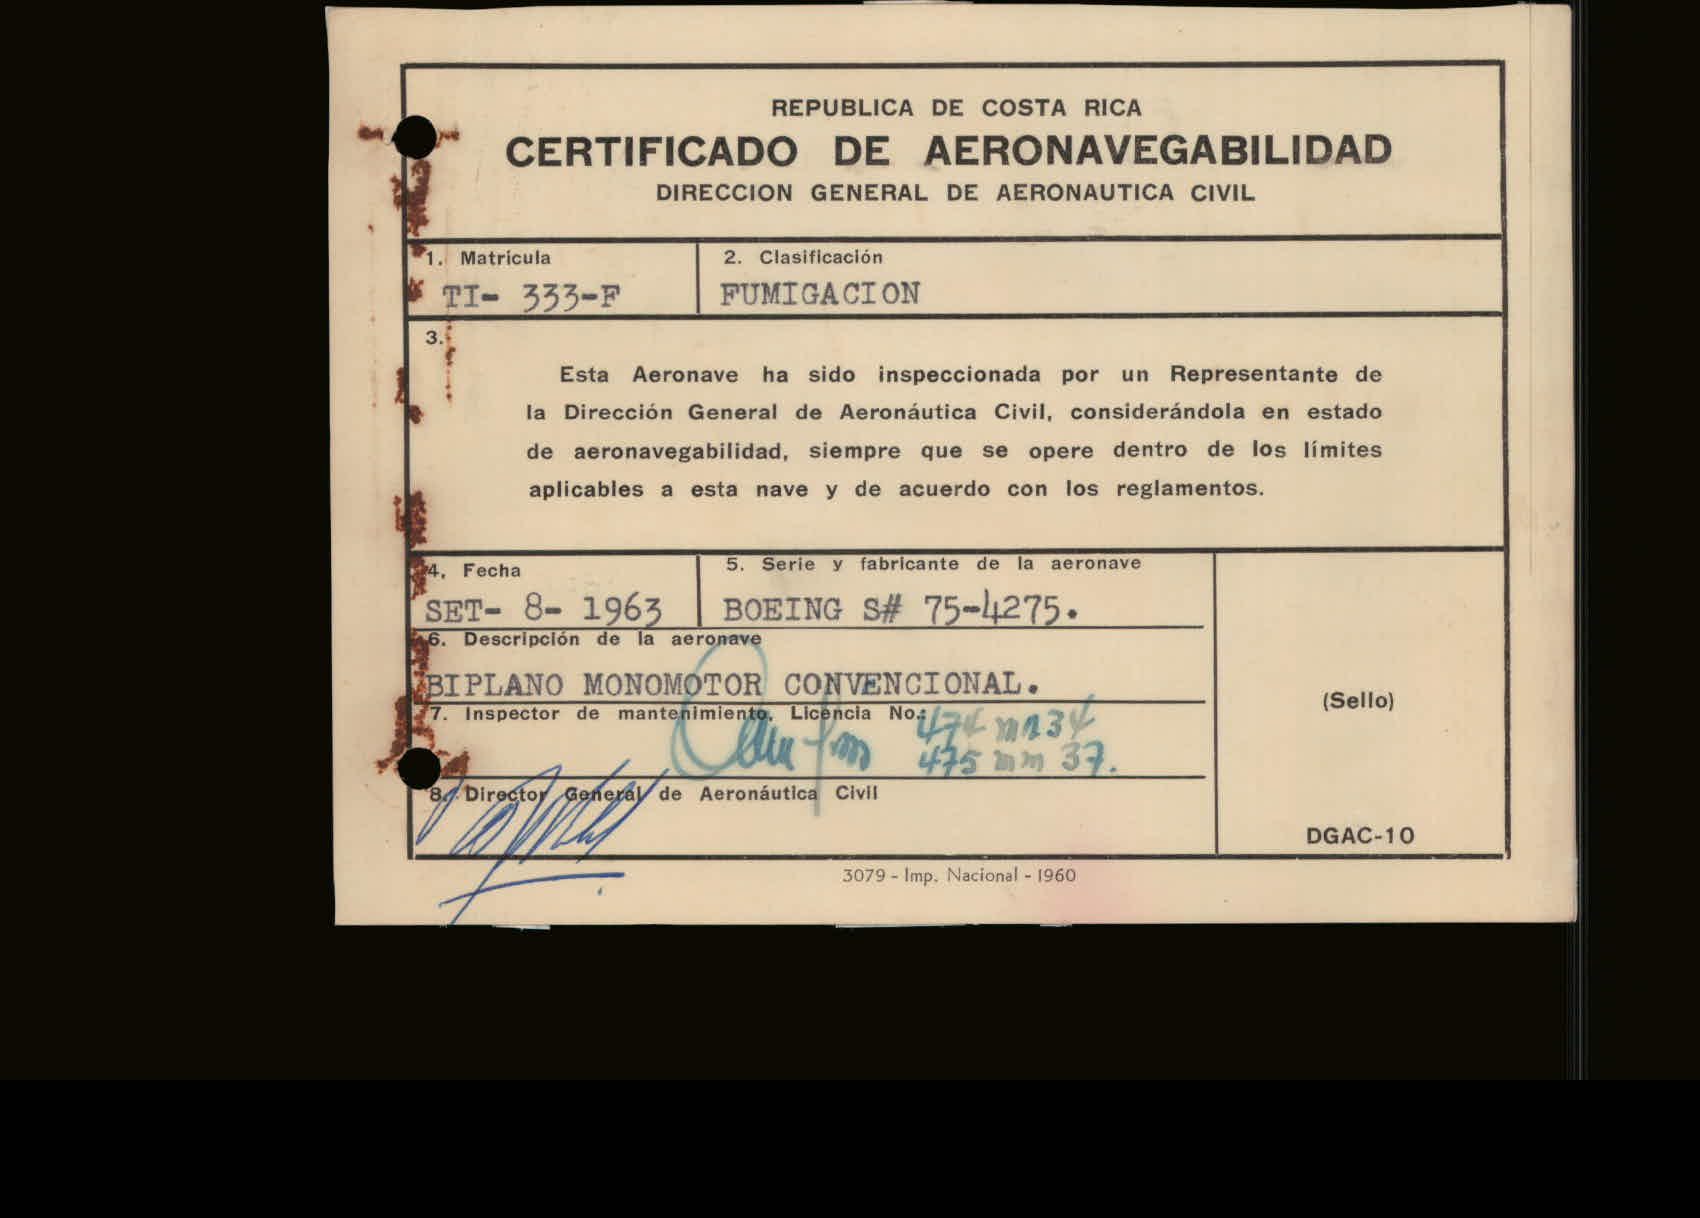 REPUBLICA DE COSTA RICA
CERTIFICADO DE AERONAVEGABILIDAD
DIRECCION GENERAL DE AERONAUTICA CIVIL
1. Matricula
TI- 333-F
2. Clasificación
FUMIGACION
3.
Esta Aeronave ha sido inspeccionada por un Representante de
la Dirección General de Aeronáutica Civil, considerándola en estado
de aeronavegabilidad, siempre que se opere dentro de los límites
aplicables a esta nave y de acuerdo con los reglamentos.
4. Fecha
SET- 8- 1963
5. Serie y fabricante de la aeronave
BOEING S# 75-4275.
6. Descripción de la aeronave
BIPLANO MONOMOTOR CONVENCIONAL.
7. Inspector de mantenimiento, Licencia No.:
474 mm 34
475 mm 37.
8. Director General de Aeronáutica Civil
(Sello)
DGAC-10
3079 - Imp. Nacional - 1960